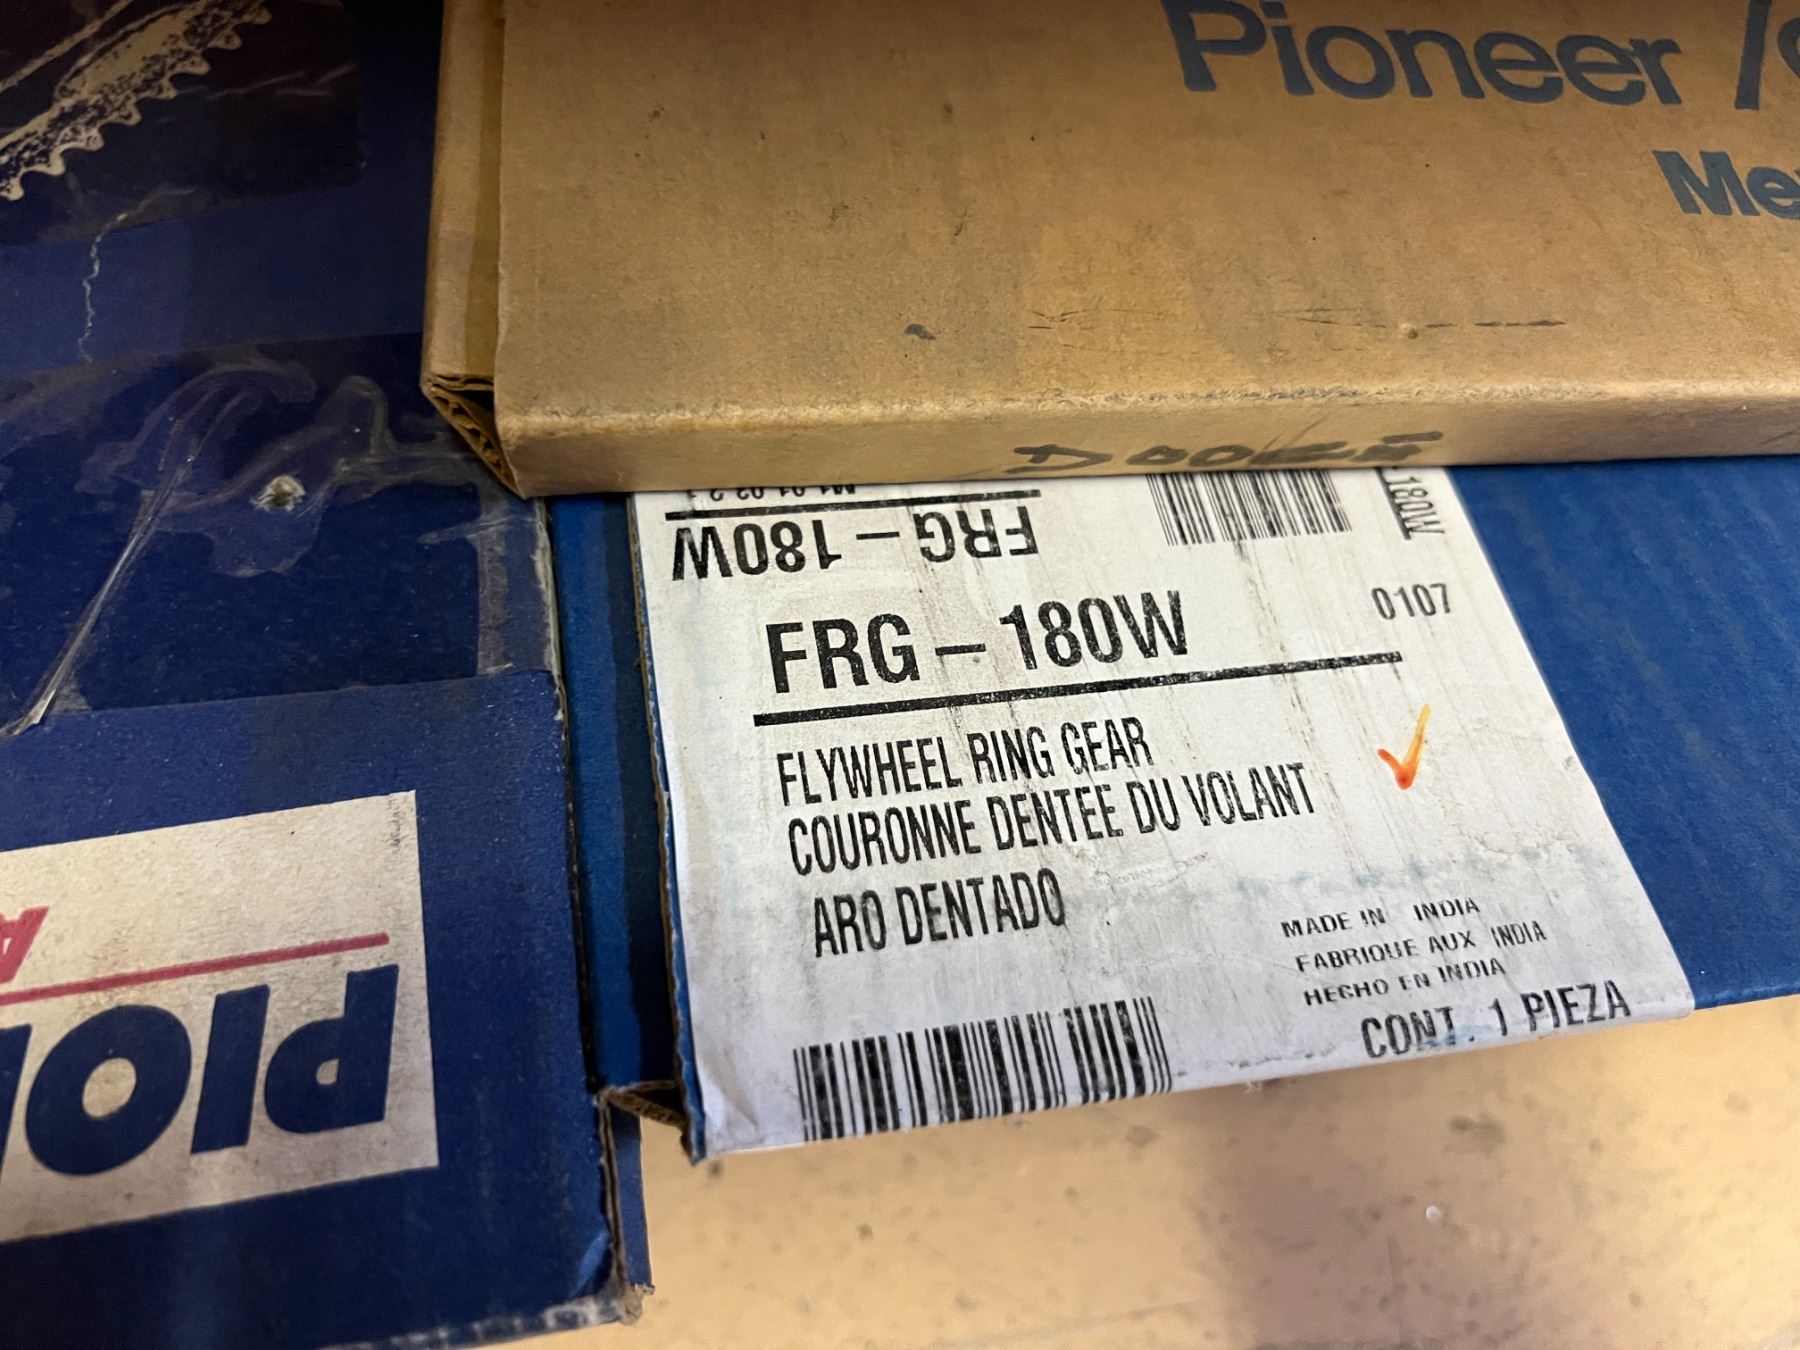 Pioneer
FRG - 180W
180W
FRG - 180W
0107
FLYWHEEL RING GEAR
COURONNE DENTEE DU VOLANT
ARO DENTADO
MADE IN INDIA
FABRIQUE AUX INDIA
HECHO EN INDIA
CONT. 1 PIEZA